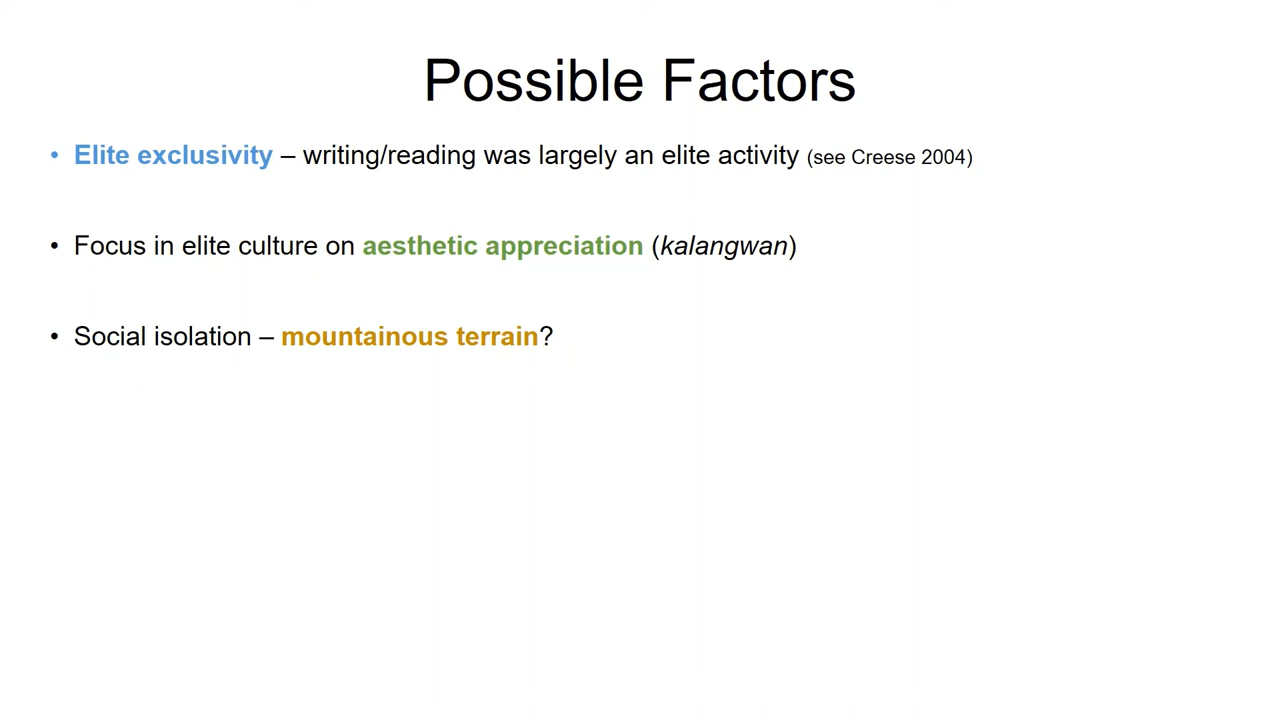 Possible Factors
• Elite exclusivity – writing/reading was largely an elite activity (see Creese 2004)
• Focus in elite culture on aesthetic appreciation (kalangwan)
• Social isolation – mountainous terrain?